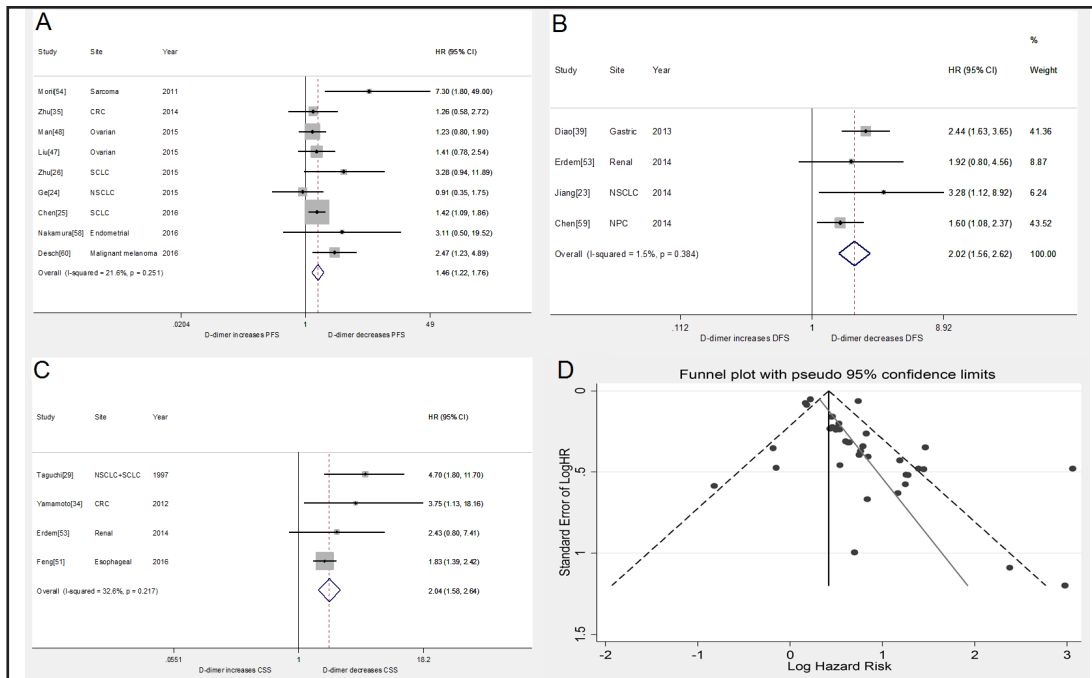 A
Study Site Year HR (95% CI)
Morii[54] Sarcoma 2011 7.30 (1.80, 49.00)
Zhu[35] CRC 2014 1.26 (0.58, 2.72)
Man[48] Ovarian 2015 1.23 (0.80, 1.90)
Liu[47] Ovarian 2015 1.41 (0.78, 2.54)
Zhu[26] SCLC 2015 3.28 (0.94, 11.89)
Ge[24] NSCLC 2015 0.91 (0.35, 1.75)
Chen[25] SCLC 2016 1.42 (1.09, 1.86)
Nakamura[58] Endometrial 2016 3.11 (0.50, 19.52)
Desch[60] Malignant melanoma 2016 2.47 (1.23, 4.89)
Overall (I-squared = 21.6%, p = 0.251) 1.46 (1.22, 1.76)
.0204 1 49
D-dimer increases PFS D-dimer decreases PFS
B
%
Study Site Year HR (95% CI) Weight
Diao[39] Gastric 2013 2.44 (1.63, 3.65) 41.36
Erdem[53] Renal 2014 1.92 (0.80, 4.56) 8.87
Jiang[23] NSCLC 2014 3.28 (1.12, 8.92) 6.24
Chen[59] NPC 2014 1.60 (1.08, 2.37) 43.52
Overall (I-squared = 1.5%, p = 0.384) 2.02 (1.56, 2.62) 100.00
.112 1 8.92
D-dimer increases DFS D-dimer decreases DFS
C
Study Site Year HR (95% CI)
Taguchi[29] NSCLC+SCLC 1997 4.70 (1.80, 11.70)
Yamamoto[34] CRC 2012 3.75 (1.13, 18.16)
Erdem[53] Renal 2014 2.43 (0.80, 7.41)
Feng[51] Esophageal 2016 1.83 (1.39, 2.42)
Overall (I-squared = 32.6%, p = 0.217) 2.04 (1.58, 2.64)
.0551 1 18.2
D-dimer increases CSS D-dimer decreases CSS
D
Funnel plot with pseudo 95% confidence limits
Standard Error of LogHR
0
.5
1
1.5
-2 -1 0 1 2 3
Log Hazard Risk